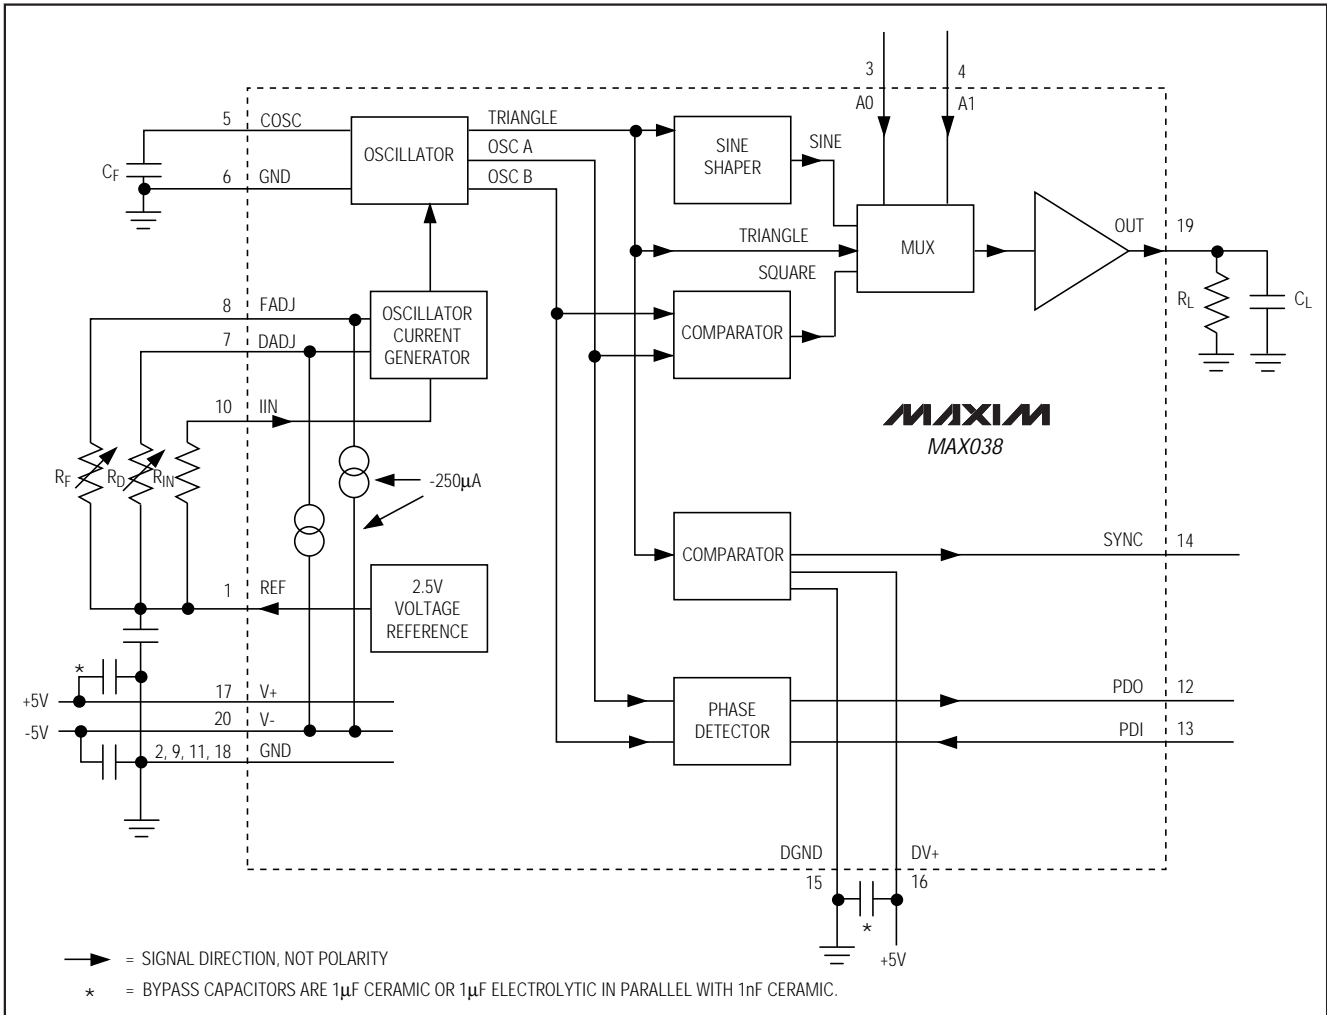 3
4
A0
A1
5
COSC
TRIANGLE
OSCILLATOR
OSC A
SINE
SHAPER
SINE
CF
6
GND
OSC B
TRIANGLE
MUX
OUT
19
SQUARE
RL
CL
8
FADJ
OSCILLATOR
CURRENT
GENERATOR
7
DADJ
COMPARATOR
10
IIN
MAXIM
MAX038
RF
RD
RIN
-250µA
COMPARATOR
SYNC
14
1
REF
2.5V
VOLTAGE
REFERENCE
*
+5V
17
V+
PHASE
DETECTOR
PDO
12
-5V
20
V-
PDI
13
2, 9, 11, 18
GND
DGND
DV+
15
16
*
+5V
= SIGNAL DIRECTION, NOT POLARITY
* = BYPASS CAPACITORS ARE 1µF CERAMIC OR 1µF ELECTROLYTIC IN PARALLEL WITH 1nF CERAMIC.